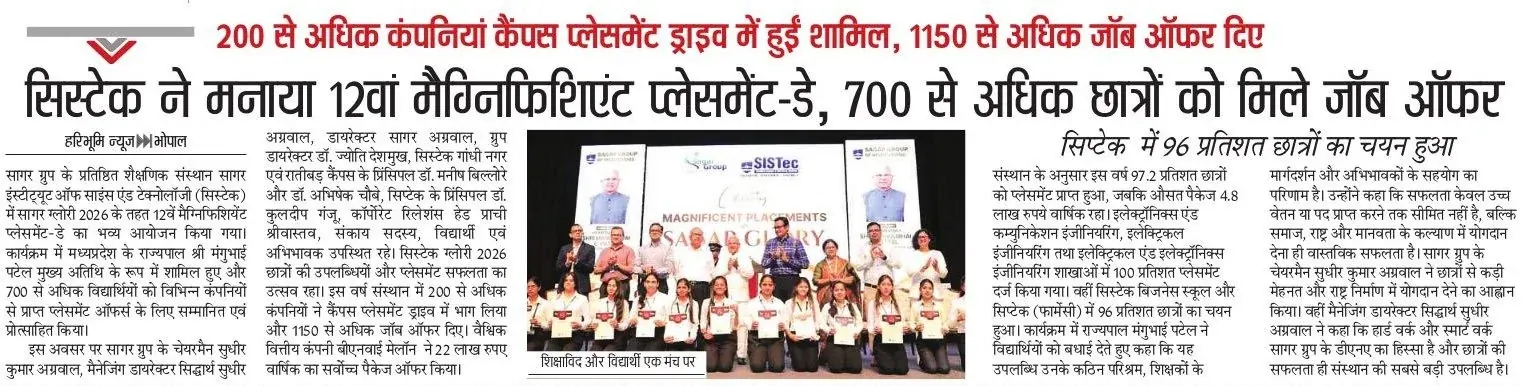 200 से अधिक कंपनियां कैंपस प्लेसमेंट ड्राइव में हुईं शामिल, 1150 से अधिक जॉब ऑफर दिए
सिस्टेक ने मनाया 12वां मैग्निफिशिएंट प्लेसमेंट-डे, 700 से अधिक छात्रों को मिले जॉब ऑफर
हरिभूमि न्यूज भोपाल
सागर ग्रुप के प्रतिष्ठित शैक्षणिक संस्थान सागर
इंस्टीट्यूट ऑफ साइंस एंड टेक्नोलॉजी (सिस्टेक)
में सागर ग्लोरी 2026 के तहत 12वें मैग्निफिशियेंट
प्लेसमेंट-डे का भव्य आयोजन किया गया।
कार्यक्रम में मध्यप्रदेश के राज्यपाल श्री मंगुभाई
पटेल मुख्य अतिथि के रूप में शामिल हुए और
700 से अधिक विद्यार्थियों को विभिन्न कंपनियों
से प्राप्त प्लेसमेंट ऑफर्स के लिए सम्मानित एवं
प्रोत्साहित किया।
इस अवसर पर सागर ग्रुप के चेयरमैन सुधीर
कुमार अग्रवाल, मैनेजिंग डायरेक्टर सिद्धार्थ सुधीर
अग्रवाल, डायरेक्टर सागर अग्रवाल, ग्रुप
डायरेक्टर डॉ. ज्योति देशमुख, सिस्टेक गांधी नगर
एवं रातीबड़ कैंपस के प्रिंसिपल डॉ. मनीष बिल्लोरे
और डॉ. अभिषेक चौबे, सिप्टेक के प्रिंसिपल डॉ.
कुलदीप गंजू, कॉर्पोरेट रिलेशंस हेड प्राची
श्रीवास्तव, संकाय सदस्य, विद्यार्थी एवं
अभिभावक उपस्थित रहे। सिस्टेक ग्लोरी 2026
छात्रों की उपलब्धियों और प्लेसमेंट सफलता का
उत्सव रहा। इस वर्ष संस्थान में 200 से अधिक
कंपनियों ने कैंपस प्लेसमेंट ड्राइव में भाग लिया
और 1150 से अधिक जॉब ऑफर दिए। वैश्विक
वित्तीय कंपनी बीएनवाई मेलॉन ने 22 लाख रुपए
वार्षिक का सर्वोच्च पैकेज ऑफर किया।
SAGAR GROUP
Sagar Group
SISTec
SAGAR GROUP
MAGNIFICENT PLACEMENTS
SAGAR GLORY
शिक्षाविद और विद्यार्थी एक मंच पर
सिप्टेक में 96 प्रतिशत छात्रों का चयन हुआ
संस्थान के अनुसार इस वर्ष 97.2 प्रतिशत छात्रों
को प्लेसमेंट प्राप्त हुआ, जबकि औसत पैकेज 4.8
लाख रुपये वार्षिक रहा। इलेक्ट्रॉनिक्स एंड
कम्युनिकेशन इंजीनियरिंग, इलेक्ट्रिकल
इंजीनियरिंग तथा इलेक्ट्रिकल एंड इलेक्ट्रॉनिक्स
इंजीनियरिंग शाखाओं में 100 प्रतिशत प्लेसमेंट
दर्ज किया गया। वहीं सिस्टेक बिजनेस स्कूल और
सिप्टेक (फार्मेसी) में 96 प्रतिशत छात्रों का चयन
हुआ। कार्यक्रम में राज्यपाल मंगुभाई पटेल ने
विद्यार्थियों को बधाई देते हुए कहा कि यह
उपलब्धि उनके कठिन परिश्रम, शिक्षकों के
मार्गदर्शन और अभिभावकों के सहयोग का
परिणाम है। उन्होंने कहा कि सफलता केवल उच्च
वेतन या पद प्राप्त करने तक सीमित नहीं है, बल्कि
समाज, राष्ट्र और मानवता के कल्याण में योगदान
देना ही वास्तविक सफलता है। सागर ग्रुप के
चेयरमैन सुधीर कुमार अग्रवाल ने छात्रों से कड़ी
मेहनत और राष्ट्र निर्माण में योगदान देने का आह्वान
किया। वहीं मैनेजिंग डायरेक्टर सिद्धार्थ सुधीर
अग्रवाल ने कहा कि हार्ड वर्क और स्मार्ट वर्क
सागर ग्रुप के डीएनए का हिस्सा है और छात्रों की
सफलता ही संस्थान की सबसे बड़ी उपलब्धि है।